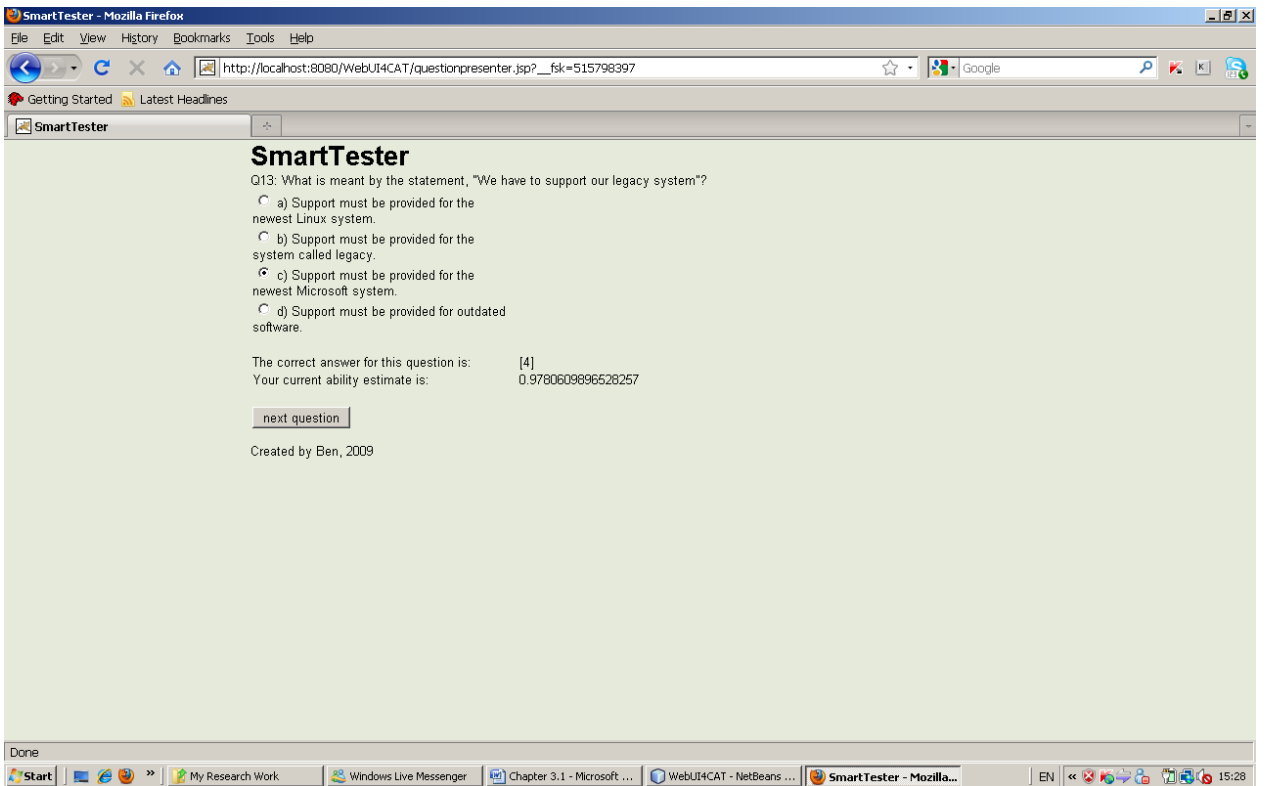 SmartTester - Mozilla Firefox
File Edit View History Bookmarks Tools Help
http://localhost:8080/WebUI4CAT/questionpresenter.jsp?__fsk=515798397
Google
K
Getting Started Latest Headlines
SmartTester
SmartTester
Q13: What is meant by the statement, "We have to support our legacy system"?
a) Support must be provided for the
newest Linux system.
b) Support must be provided for the
system called legacy.
c) Support must be provided for the
newest Microsoft system.
d) Support must be provided for outdated
software.
The correct answer for this question is: [4]
Your current ability estimate is: 0.9780609896528257
next question
Created by Ben, 2009
Done
Start » My Research Work Windows Live Messenger Chapter 3.1 - Microsoft ... WebUI4CAT - NetBeans ... SmartTester - Mozilla... EN « 15:28